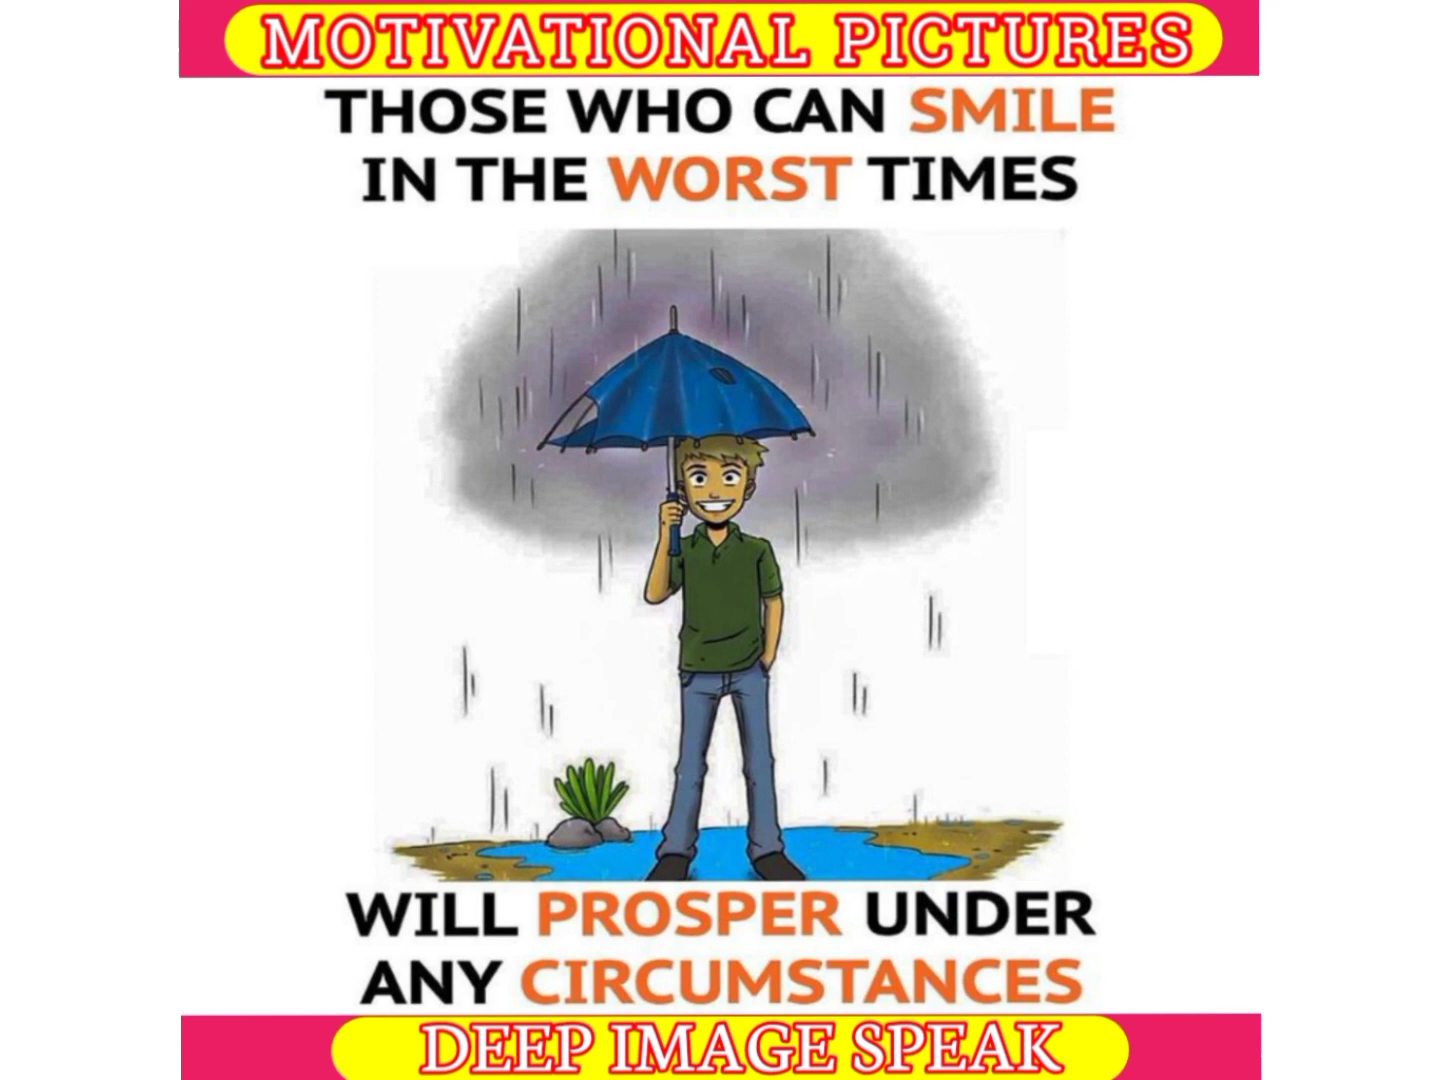 MOTIVATIONAL PICTURES
THOSE WHO CAN SMILE
IN THE WORST TIMES
WILL PROSPER UNDER
ANY CIRCUMSTANCES
DEEP IMAGE SPEAK